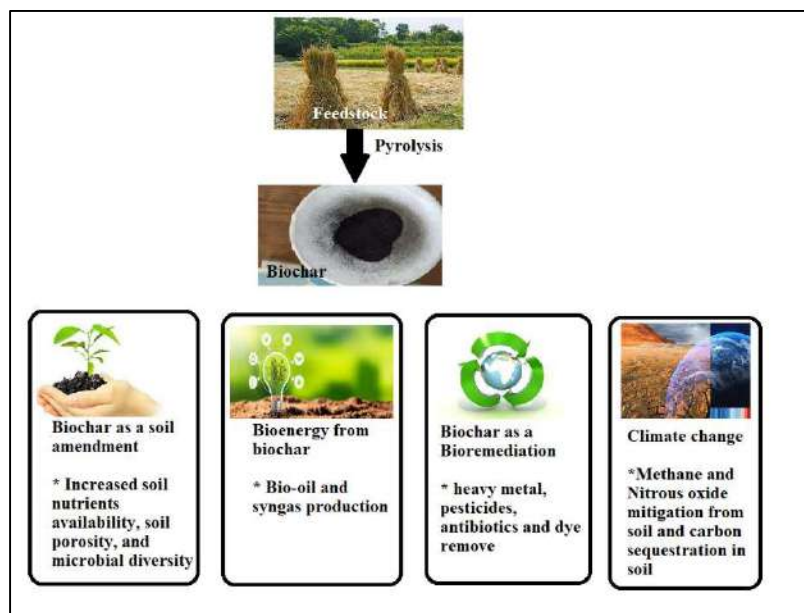 Feedstock
Pyrolysis
Biochar
Biochar as a soil
amendment
* Increased soil
nutrients
availability, soil
porosity, and
microbial diversity
Bioenergy from
biochar
* Bio-oil and
syngas production
Biochar as a
Bioremediation
* heavy metal,
pesticides,
antibiotics and dye
remove
Climate change
*Methane and
Nitrous oxide
mitigation from
soil and carbon
sequestration in
soil